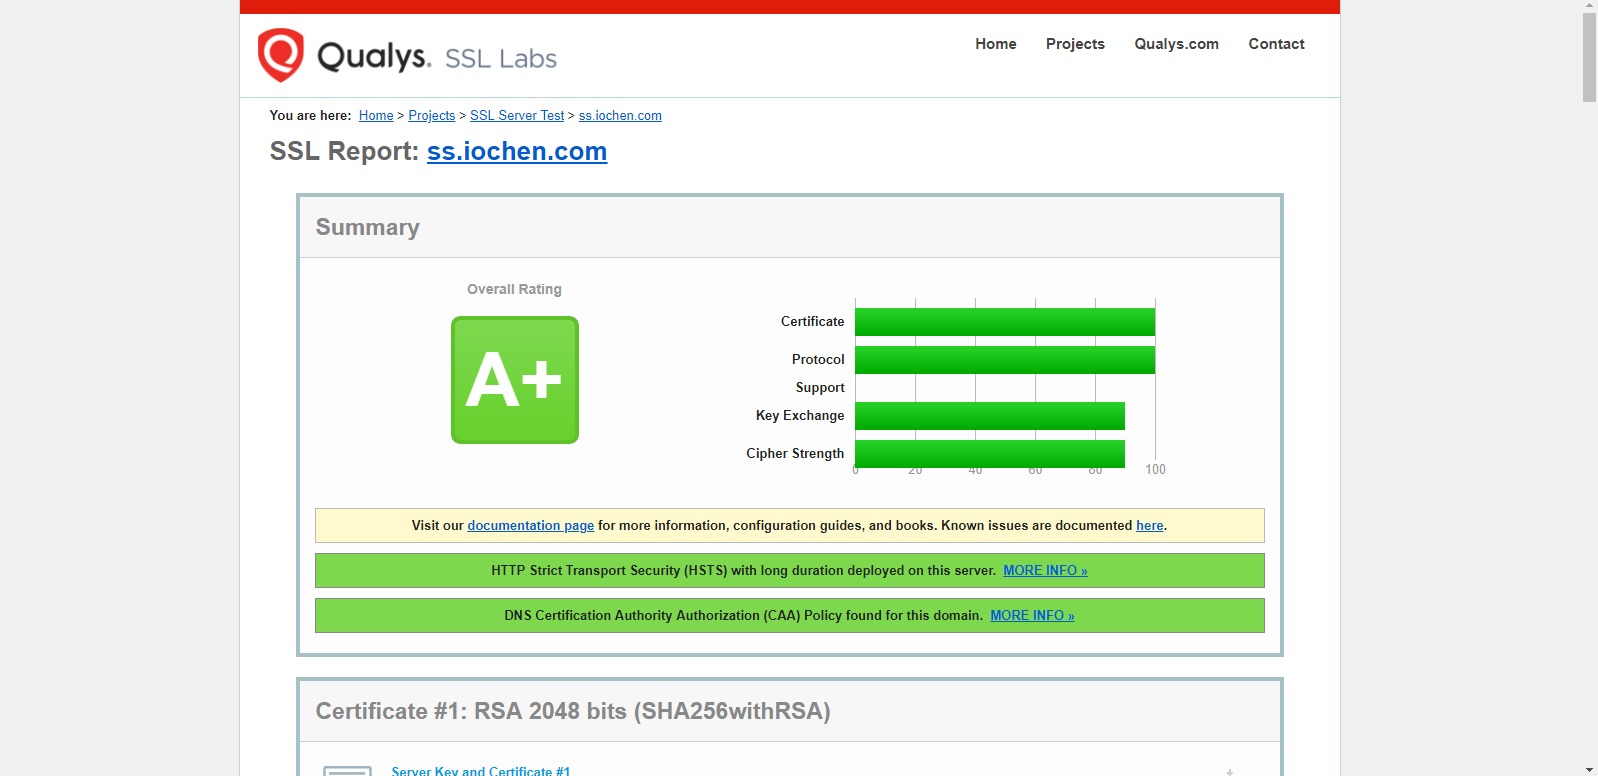 Qualys. SSL Labs
Home Projects Qualys.com Contact
You are here: Home > Projects > SSL Server Test > ss.iochen.com
SSL Report: ss.iochen.com
Summary
Overall Rating
A+
Certificate
Protocol
Support
Key Exchange
Cipher Strength
0 20 40 60 80 100
Visit our documentation page for more information, configuration guides, and books. Known issues are documented here.
HTTP Strict Transport Security (HSTS) with long duration deployed on this server. MORE INFO »
DNS Certification Authority Authorization (CAA) Policy found for this domain. MORE INFO »
Certificate #1: RSA 2048 bits (SHA256withRSA)
Server Key and Certificate #1